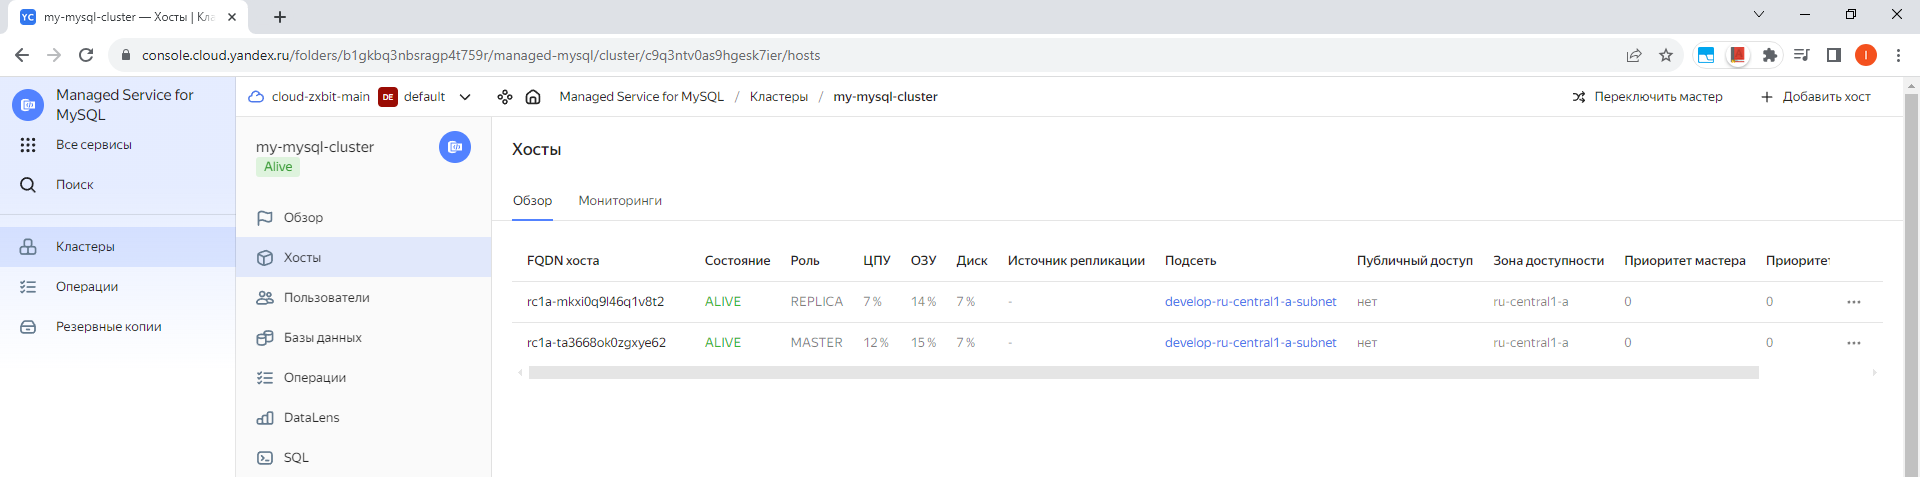 my-mysql-cluster — Хосты | Кла
console.cloud.yandex.ru/folders/b1gkbq3nbsragp4t759r/managed-mysql/cluster/c9q3ntv0as9hgesk7ier/hosts
I
Managed Service for
MySQL
Все сервисы
Поиск
Кластеры
Операции
Резервные копии
cloud-zxbit-main DE default
Managed Service for MySQL / Кластеры / my-mysql-cluster
Переключить мастер
Добавить хост
my-mysql-cluster
Alive
Обзор
Хосты
Пользователи
Базы данных
Операции
DataLens
SQL
Хосты
Обзор Мониторинги
FQDN хоста Состояние Роль ЦПУ ОЗУ Диск Источник репликации Подсеть Публичный доступ Зона доступности Приоритет мастера Приоритет
rc1a-mkxi0q9l46q1v8t2 ALIVE REPLICA 7 % 14 % 7 % - develop-ru-central1-a-subnet нет ru-central1-a 0 0
rc1a-ta3668ok0zgxye62 ALIVE MASTER 12 % 15 % 7 % - develop-ru-central1-a-subnet нет ru-central1-a 0 0